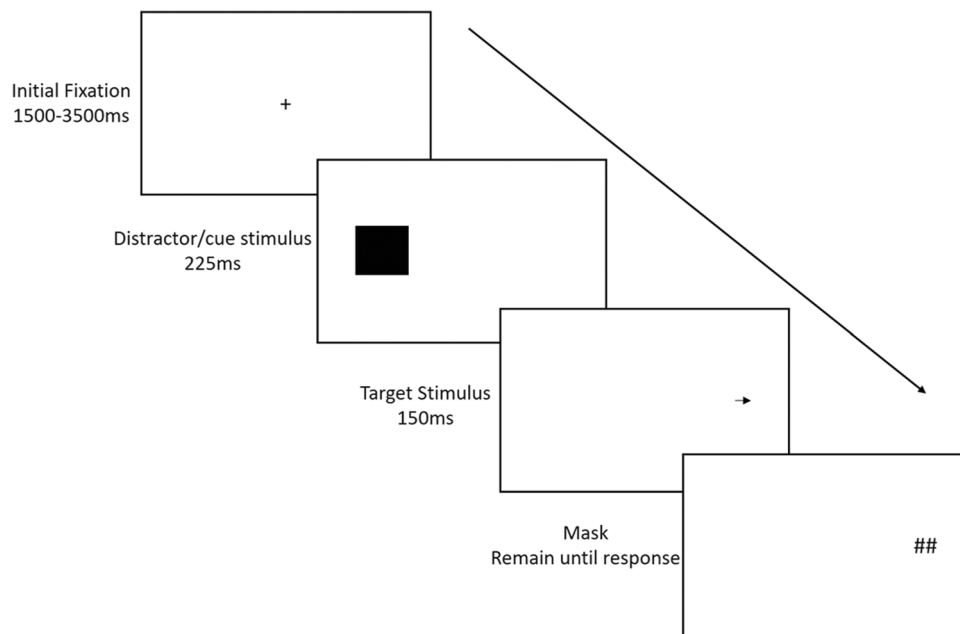 Initial Fixation
1500-3500ms
+
Distractor/cue stimulus
225ms
Target Stimulus
150ms
Mask
Remain until response
##